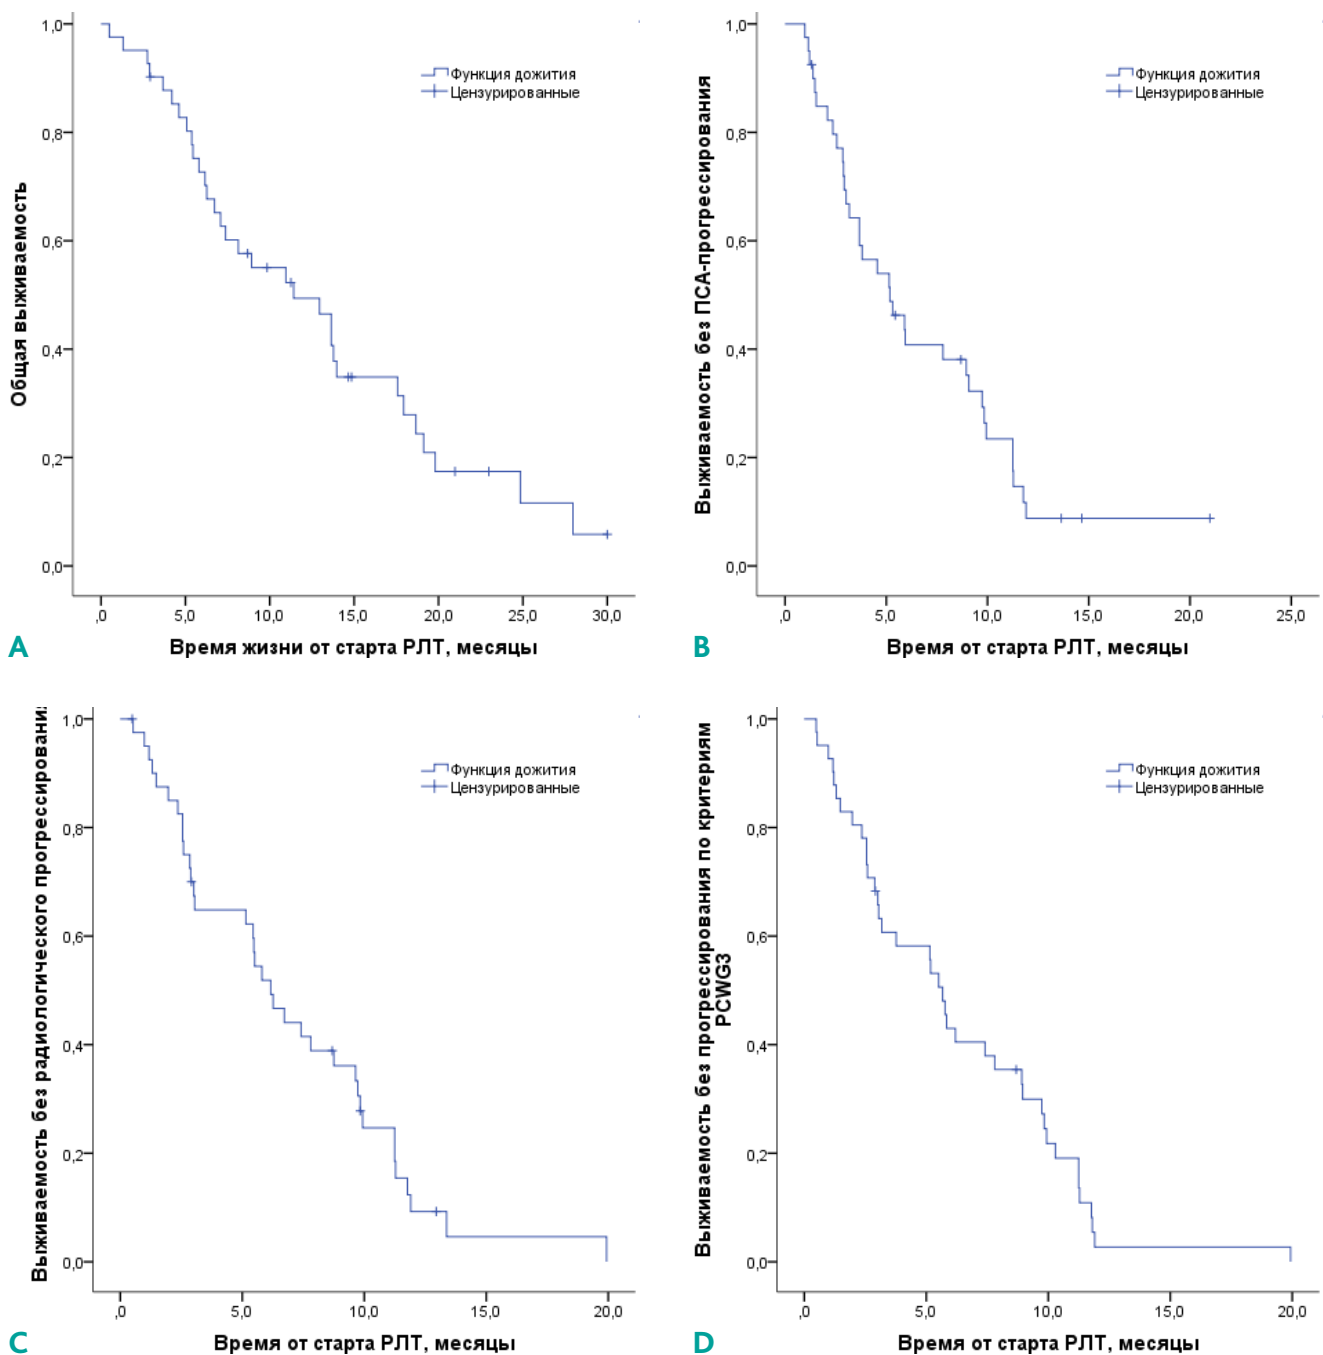 Общая выживаемость
1,0
0,8
0,6
0,4
0,2
0,0
Функция дожития
Цензурированные
,0
5,0
10,0
15,0
20,0
25,0
30,0
Время жизни от старта РЛТ, месяцы
A
Выживаемость без ПСА-прогрессирования
1,0
0,8
0,6
0,4
0,2
0,0
Функция дожития
Цензурированные
,0
5,0
10,0
15,0
20,0
25,0
Время от старта РЛТ, месяцы
B
Выживаемость без радиологического прогрессирования
1,0
0,8
0,6
0,4
0,2
0,0
Функция дожития
Цензурированные
,0
5,0
10,0
15,0
20,0
Время от старта РЛТ, месяцы
C
Выживаемость без прогрессирования по критериям
PCWG3
1,0
0,8
0,6
0,4
0,2
0,0
Функция дожития
Цензурированные
,0
5,0
10,0
15,0
20,0
Время от старта РЛТ, месяцы
D